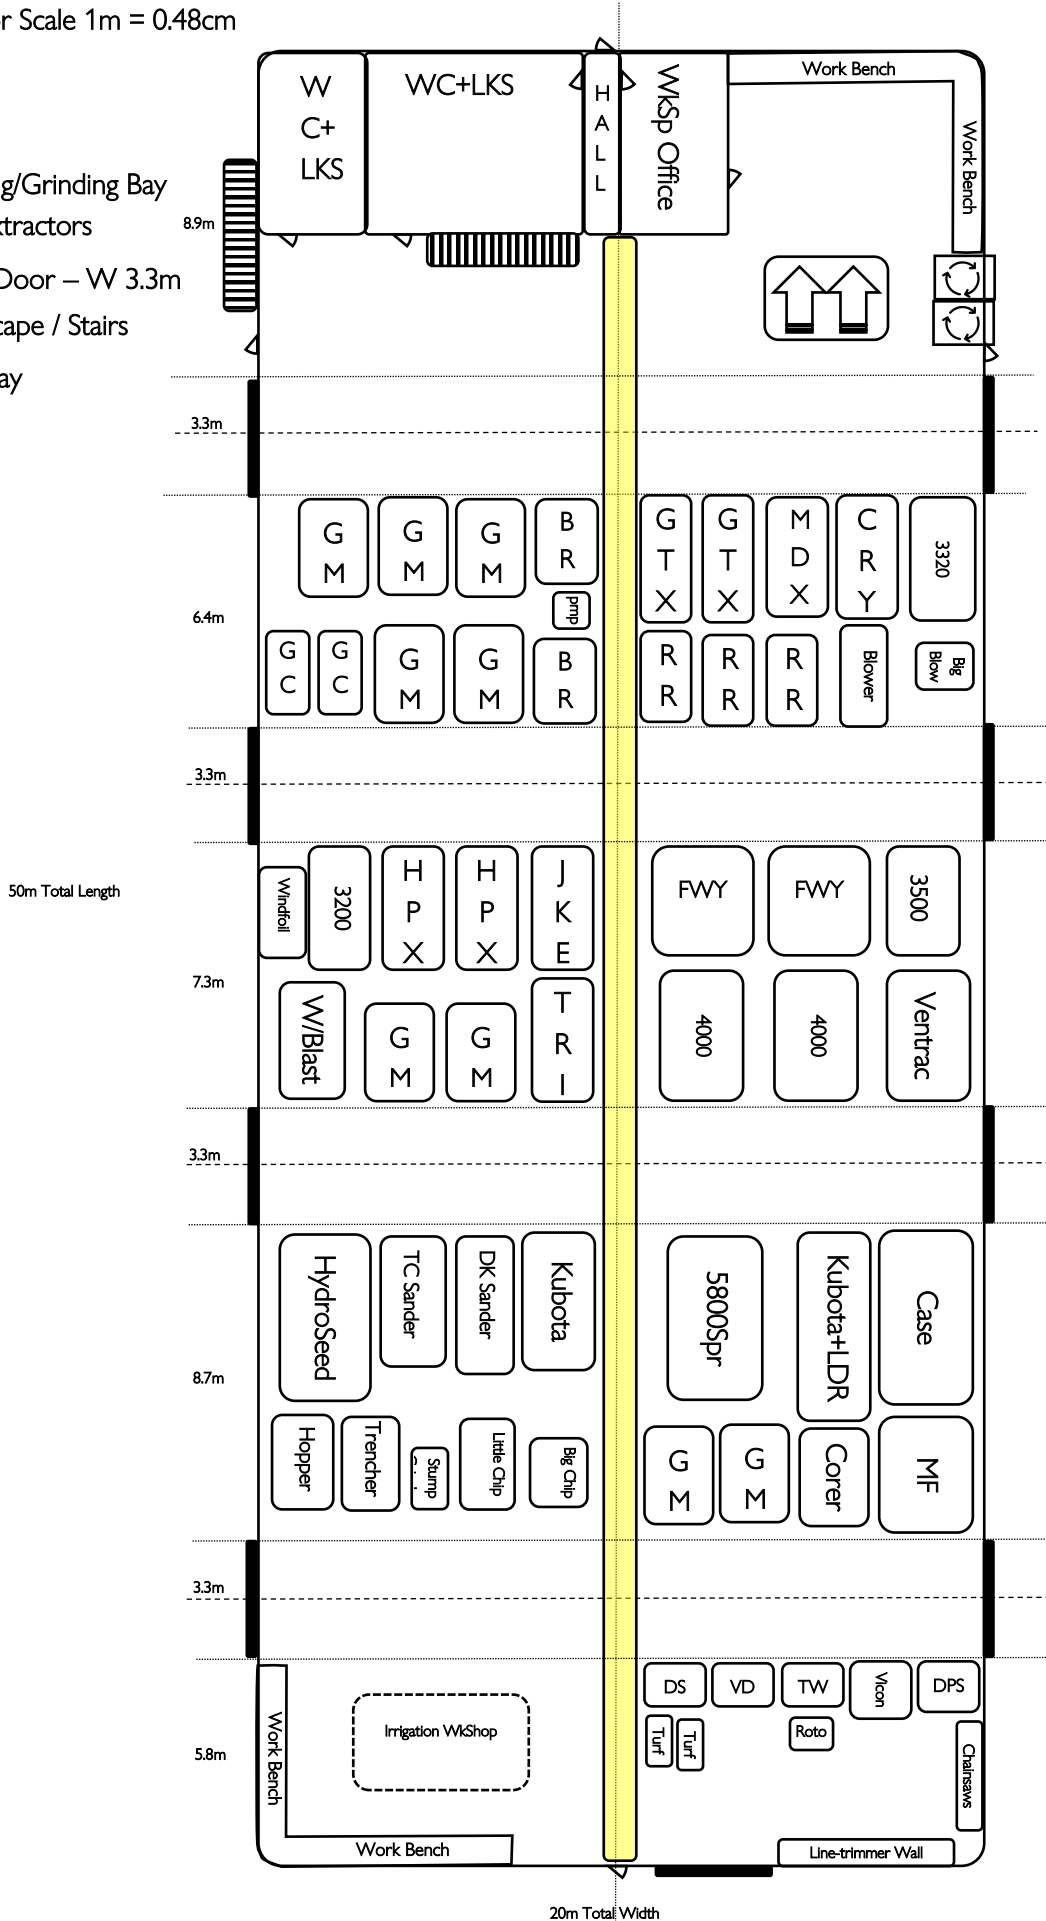 r Scale 1m = 0.48cm
g/Grinding Bay
xtractors
Door – W 3.3m
cape / Stairs
ay
W
C+
LKS
WC+LKS
H
A
L
L
WkSp Office
Work Bench
Work Bench
8.9m
3.3m
G
M
G
M
G
M
B
R
G
T
X
G
T
X
M
D
X
C
R
Y
3320
pmp
6.4m
G
C
G
C
G
M
G
M
B
R
R
R
R
R
R
R
Blower
Big
Blow
3.3m
50m Total Length
Windfoil
3200
H
P
X
H
P
X
J
K
E
FWY
FWY
3500
7.3m
W/Blast
G
M
G
M
T
R
I
4000
4000
Ventrac
3.3m
HydroSeed
TC Sander
DK Sander
Kubota
5800Spr
Kubota+LDR
Case
8.7m
Hopper
Trencher
Stump
Little Chip
Big Chip
G
M
G
M
Corer
MF
3.3m
DS
VD
TW
Vicon
DPS
Turf
Turf
Roto
Irrigation WkShop
5.8m
Work Bench
Chainsaws
Work Bench
Line-trimmer Wall
20m Total Width